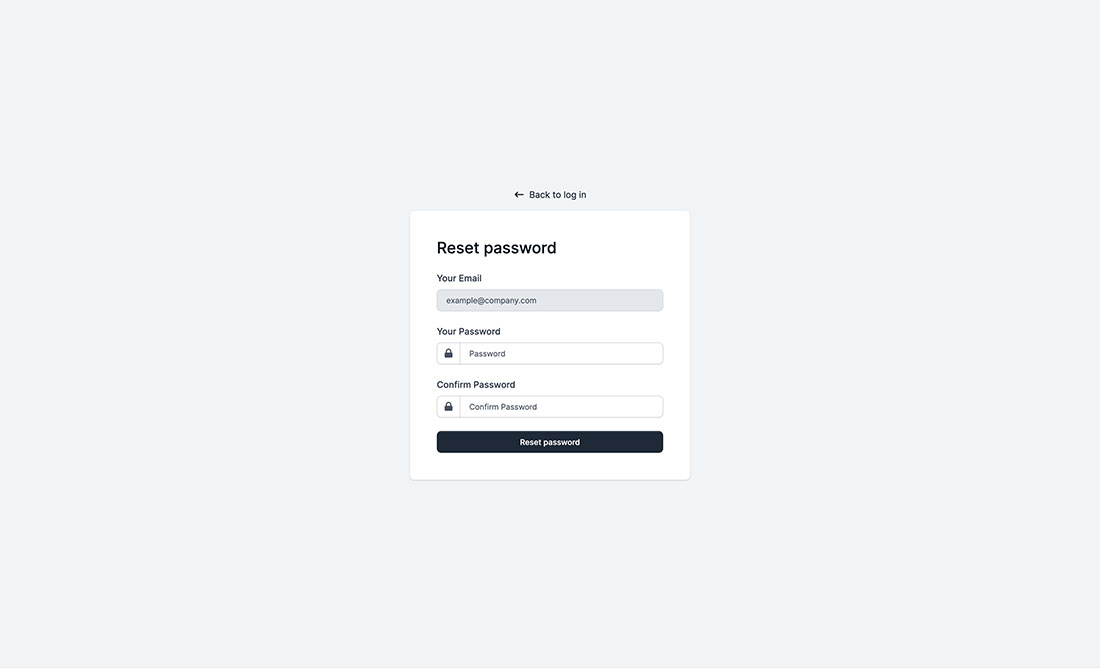 Back to log in
Reset password
Your Email
example@company.com
Your Password
Password
Confirm Password
Confirm Password
Reset password